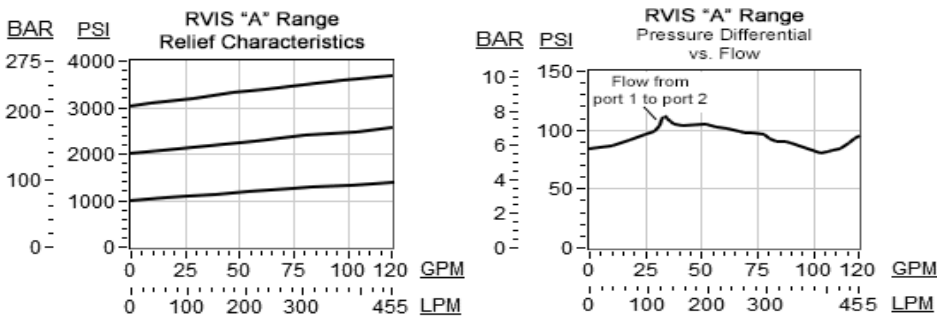 RVIS “A” Range
Relief Characteristics
BAR PSI
275 4000
200 3000
2000
100 1000
0 0
0 25 50 75 100 120 GPM
0 100 200 300 455 LPM
RVIS “A” Range
Pressure Differential
vs. Flow
BAR PSI
10 150
8
6 100
4 50
2
0 0
Flow from
port 1 to port 2
0 25 50 75 100 120 GPM
0 100 200 300 455 LPM